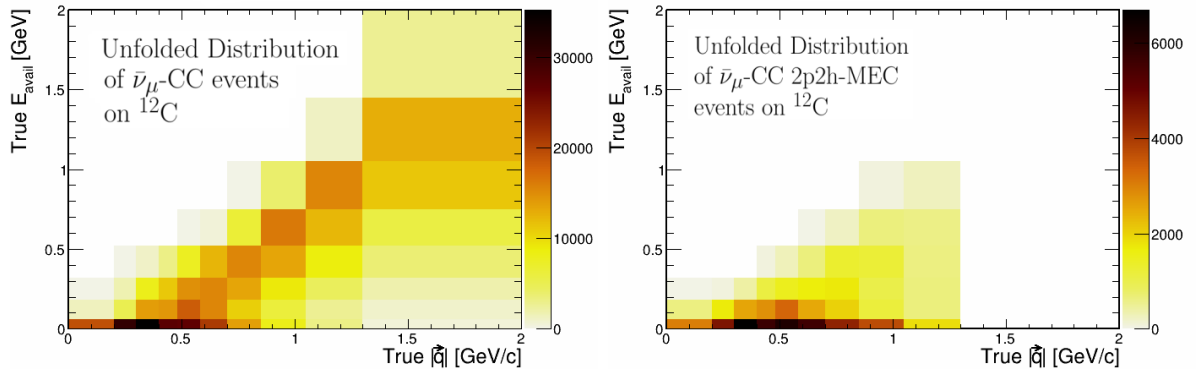 Unfolded Distribution
of ν̄μ-CC events
on ¹²C
True E_avail [GeV]
2
1.5
1
0.5
0
0
0.5
1
1.5
2
True |q⃗| [GeV/c]
30000
20000
10000
0
Unfolded Distribution
of ν̄μ-CC 2p2h-MEC
events on ¹²C
True E_avail [GeV]
2
1.5
1
0.5
0
0
0.5
1
1.5
2
True |q⃗| [GeV/c]
6000
4000
2000
0